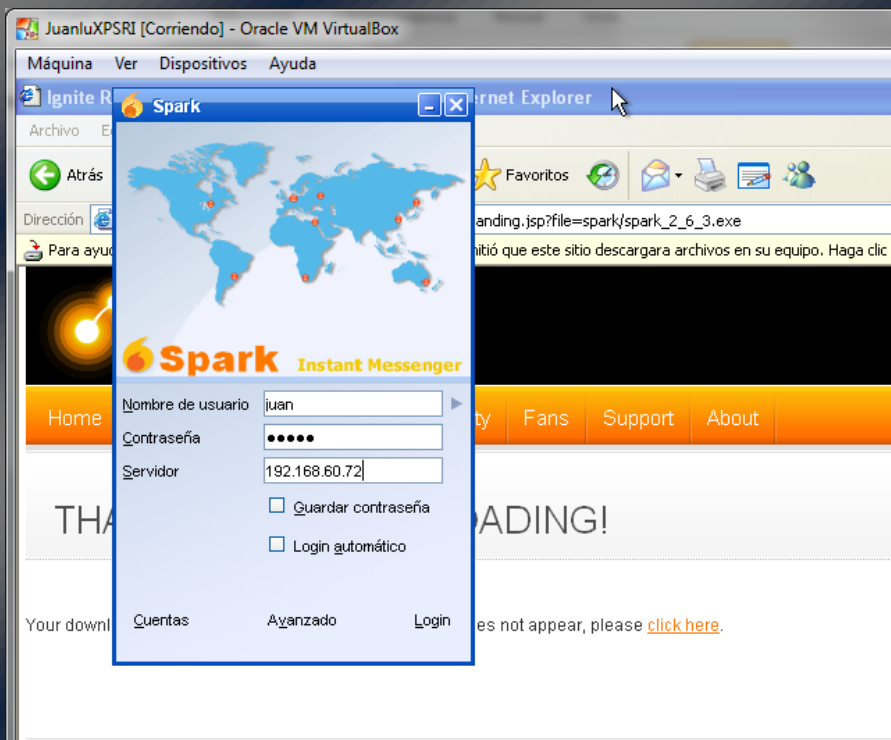 JuanluXPSRI [Corriendo] - Oracle VM VirtualBox
Máquina Ver Dispositivos Ayuda
Ignite R
ernet Explorer
Spark
Archivo
Atrás
Favoritos
Dirección
anding.jsp?file=spark/spark_2_6_3.exe
Para ayu
itió que este sitio descargara archivos en su equipo. Haga clic
Spark Instant Messenger
Nombre de usuario juan
Contraseña •••••
Servidor 192.168.60.72
Guardar contraseña
Login automático
Cuentas Avanzado Login
Home
ty Fans Support About
THA
ADING!
Your downl
es not appear, please click here.